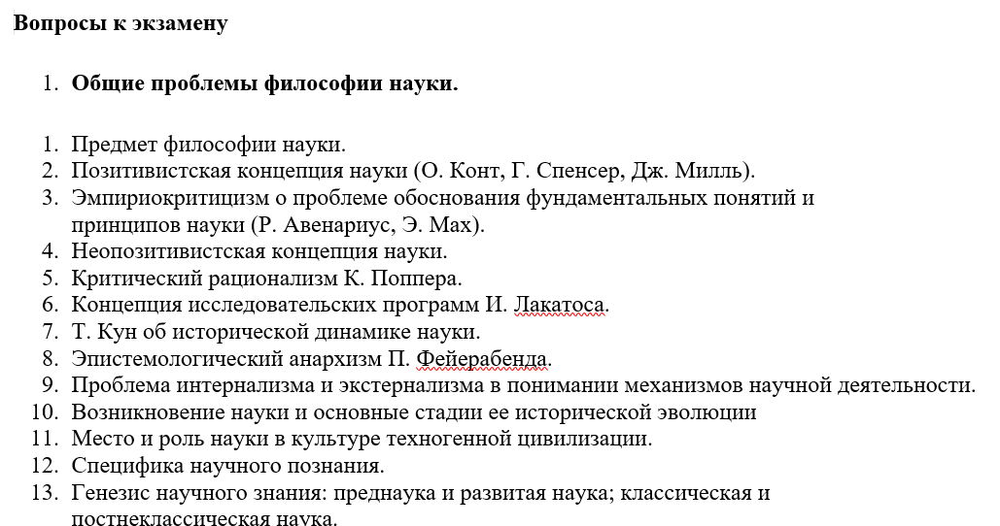 Вопросы к экзамену
1. Общие проблемы философии науки.
1. Предмет философии науки.
2. Позитивистская концепция науки (О. Конт, Г. Спенсер, Дж. Милль).
3. Эмпириокритицизм о проблеме обоснования фундаментальных понятий и
принципов науки (Р. Авенариус, Э. Мах).
4. Неопозитивистская концепция науки.
5. Критический рационализм К. Поппера.
6. Концепция исследовательских программ И. Лакатоса.
7. Т. Кун об исторической динамике науки.
8. Эпистемологический анархизм П. Фейерабенда.
9. Проблема интернализма и экстернализма в понимании механизмов научной деятельности.
10. Возникновение науки и основные стадии ее исторической эволюции
11. Место и роль науки в культуре техногенной цивилизации.
12. Специфика научного познания.
13. Генезис научного знания: преднаука и развитая наука; классическая и
постнеклассическая наука.